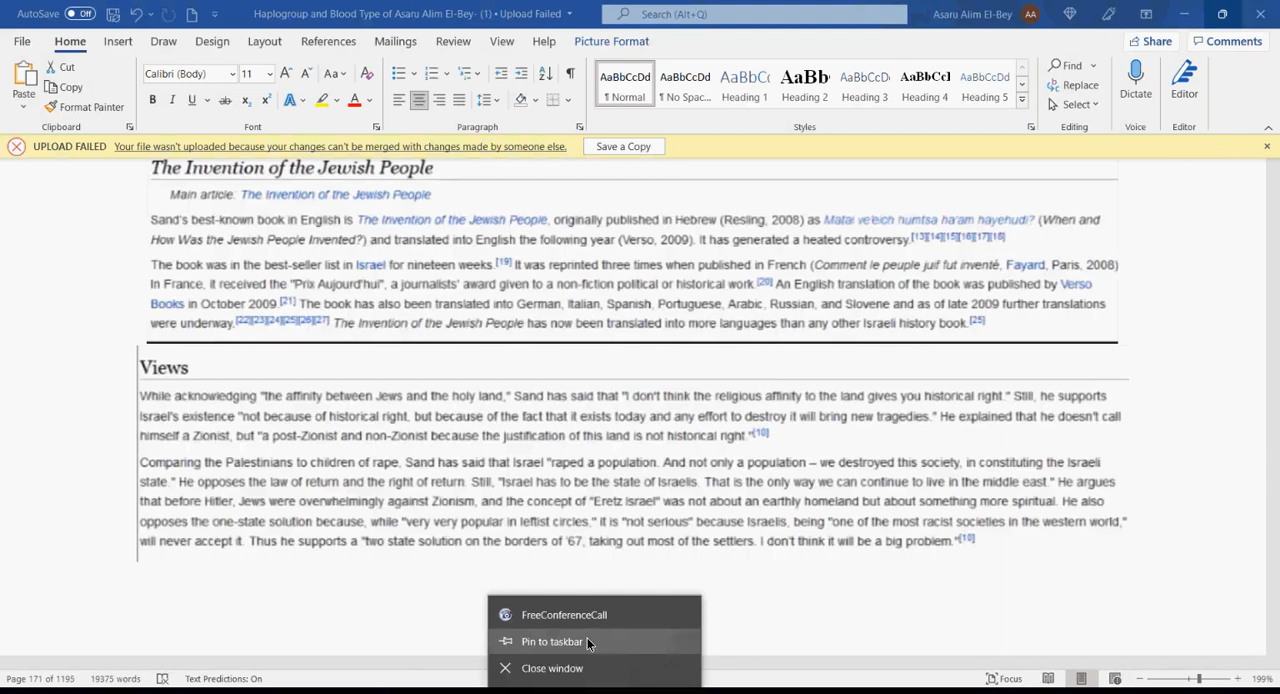 AutoSave Off Haplogroup and Blood Type of Asaru Alim El-Bey- (1) • Upload Failed Search (Alt+Q) Asaru Alim El-Bey AA
File Home Insert Draw Design Layout References Mailings Review View Help Picture Format Share Comments
Paste Cut Copy Format Painter Clipboard
Calibri (Body) 11 Aa B I U ab x₂ x² A Font
Paragraph
AaBbCcDd ¶ Normal AaBbCcDd ¶ No Spac... AaBbCc Heading 1 AaBb Heading 2 AaBbCcDd Heading 3 AaBbCcl Heading 4 AaBbCcDd Heading 5 Styles
Find Replace Select Editing
Dictate Voice
Editor Editor
UPLOAD FAILED Your file wasn't uploaded because your changes can't be merged with changes made by someone else. Save a Copy
The Invention of the Jewish People
Main article: The Invention of the Jewish People
Sand's best-known book in English is The Invention of the Jewish People, originally published in Hebrew (Resling, 2008) as Matai ve'eich humtsa ha'am hayehudi? (When and
How Was the Jewish People Invented?) and translated into English the following year (Verso, 2009). It has generated a heated controversy.[13][14][15][16][17][18]
The book was in the best-seller list in Israel for nineteen weeks.[19] It was reprinted three times when published in French (Comment le peuple juif fut inventé, Fayard, Paris, 2008)
In France, it received the "Prix Aujourd'hui", a journalists' award given to a non-fiction political or historical work.[20] An English translation of the book was published by Verso
Books in October 2009.[21] The book has also been translated into German, Italian, Spanish, Portuguese, Arabic, Russian, and Slovene and as of late 2009 further translations
were underway.[22][23][24][25][26][27] The Invention of the Jewish People has now been translated into more languages than any other Israeli history book.[25]
Views
While acknowledging "the affinity between Jews and the holy land," Sand has said that "I don't think the religious affinity to the land gives you historical right." Still, he supports
Israel's existence "not because of historical right, but because of the fact that it exists today and any effort to destroy it will bring new tragedies." He explained that he doesn't call
himself a Zionist, but "a post-Zionist and non-Zionist because the justification of this land is not historical right."[10]
Comparing the Palestinians to children of rape, Sand has said that Israel "raped a population. And not only a population – we destroyed this society, in constituting the Israeli
state." He opposes the law of return and the right of return. Still, "Israel has to be the state of Israelis. That is the only way we can continue to live in the middle east." He argues
that before Hitler, Jews were overwhelmingly against Zionism, and the concept of "Eretz Israel" was not about an earthly homeland but about something more spiritual. He also
opposes the one-state solution because, while "very very popular in leftist circles," it is "not serious" because Israelis, being "one of the most racist societies in the western world,"
will never accept it. Thus he supports a "two state solution on the borders of '67, taking out most of the settlers. I don't think it will be a big problem."[10]
FreeConferenceCall
Pin to taskbar
Close window
Page 171 of 1195 19375 words Text Predictions: On Focus 199%